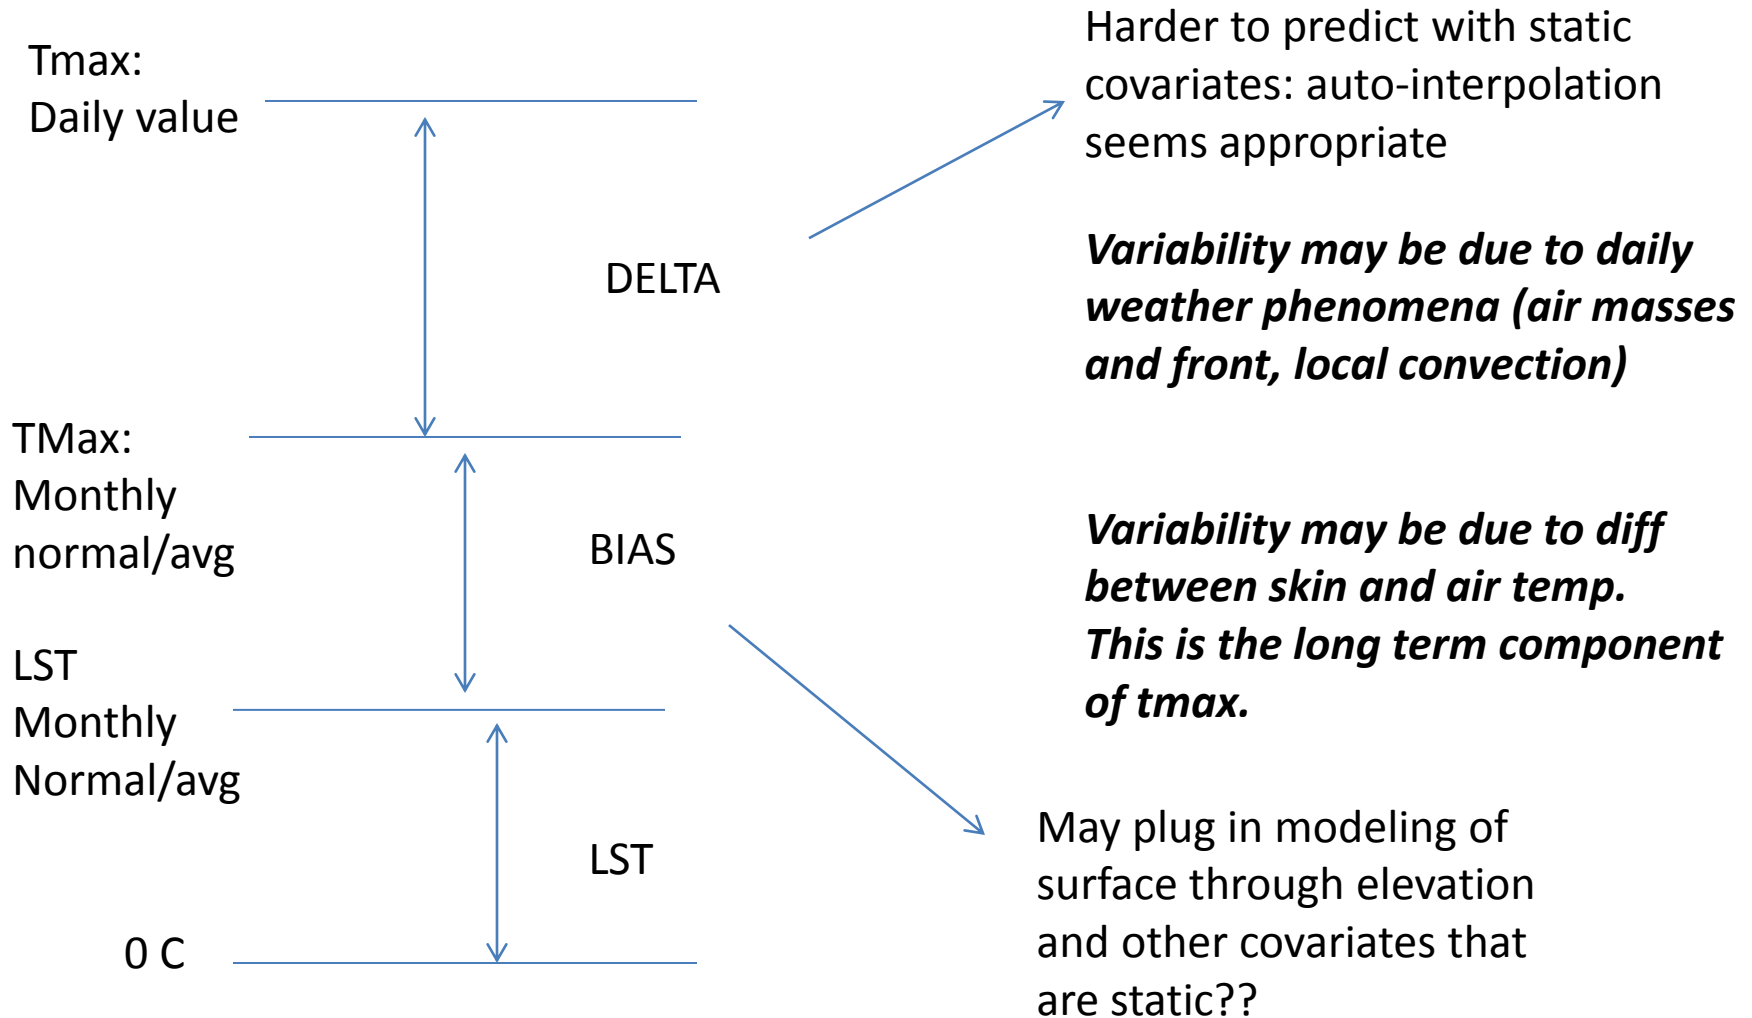 Tmax:
Daily value
Harder to predict with static
covariates: auto-interpolation
seems appropriate
DELTA
Variability may be due to daily
weather phenomena (air masses
and front, local convection)
TMax:
Monthly
normal/avg
BIAS
Variability may be due to diff
between skin and air temp.
This is the long term component
of tmax.
LST
Monthly
Normal/avg
LST
May plug in modeling of
surface through elevation
and other covariates that
are static??
0 C